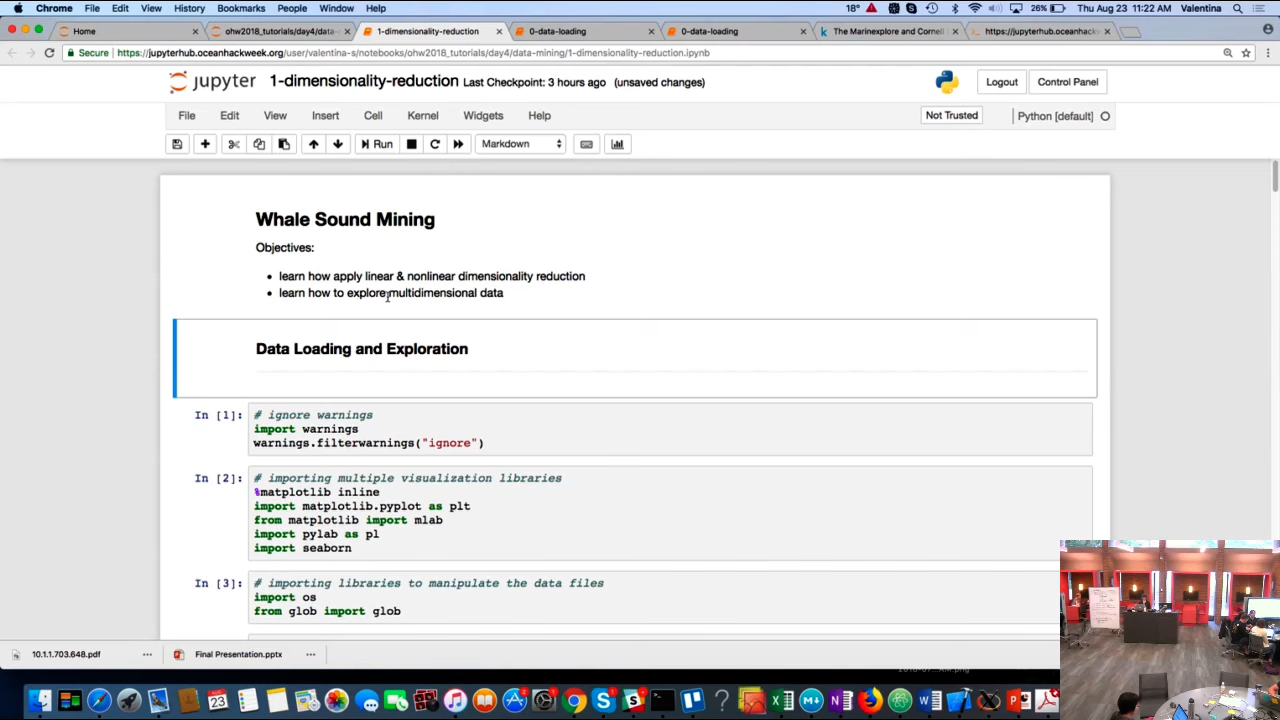 Chrome File Edit View History Bookmarks People Window Help 18° 26% Thu Aug 23 11:22 AM Valentina
Home ohw2018_tutorials/day4/data- 1-dimensionality-reduction 0-data-loading 0-data-loading The Marinexplore and Cornell https://jupyterhub.oceanhackw
Secure https://jupyterhub.oceanhackweek.org/user/valentina-s/notebooks/ohw2018_tutorials/day4/data-mining/1-dimensionality-reduction.ipynb
jupyter 1-dimensionality-reduction Last Checkpoint: 3 hours ago (unsaved changes) Logout Control Panel
File Edit View Insert Cell Kernel Widgets Help Not Trusted Python [default]
Run Markdown
Whale Sound Mining
Objectives:
learn how apply linear & nonlinear dimensionality reduction
learn how to explore multidimensional data
Data Loading and Exploration
In [1]: # ignore warnings
import warnings
warnings.filterwarnings("ignore")
In [2]: # importing multiple visualization libraries
%matplotlib inline
import matplotlib.pyplot as plt
from matplotlib import mlab
import pylab as pl
import seaborn
In [3]: # importing libraries to manipulate the data files
import os
from glob import glob
10.1.1.703.648.pdf Final Presentation.pptx